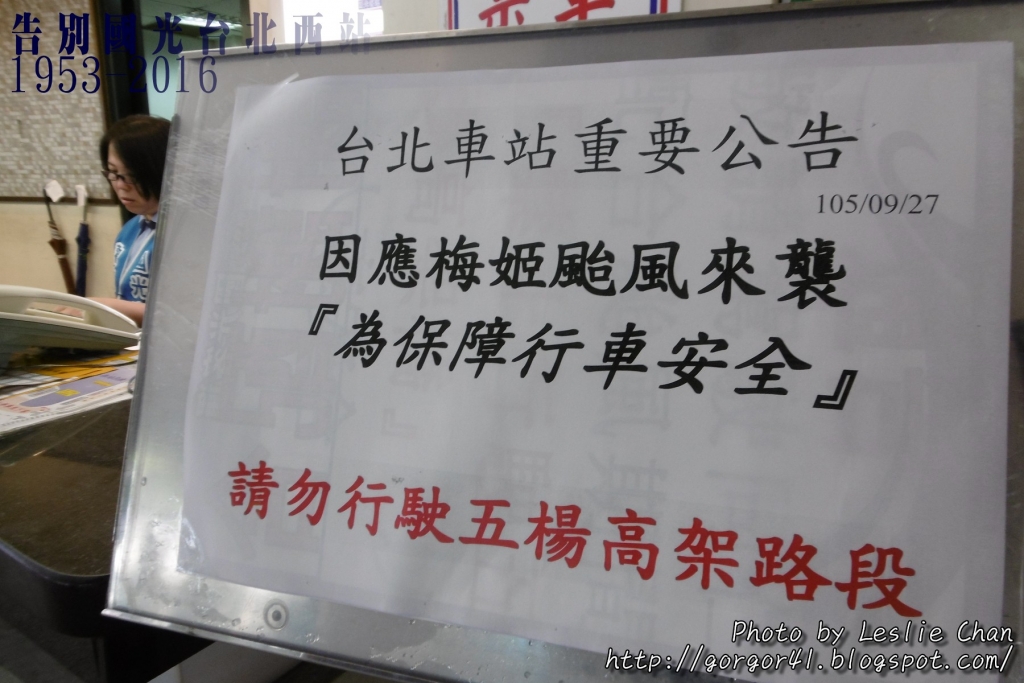 告別國光台北西站
1953-2016
台北車站重要公告
105/09/27
因應梅姬颱風來襲
『為保障行車安全』
請勿行駛五楊高架路段
Photo by Leslie Chan
http://gorgor41.blogspot.com/